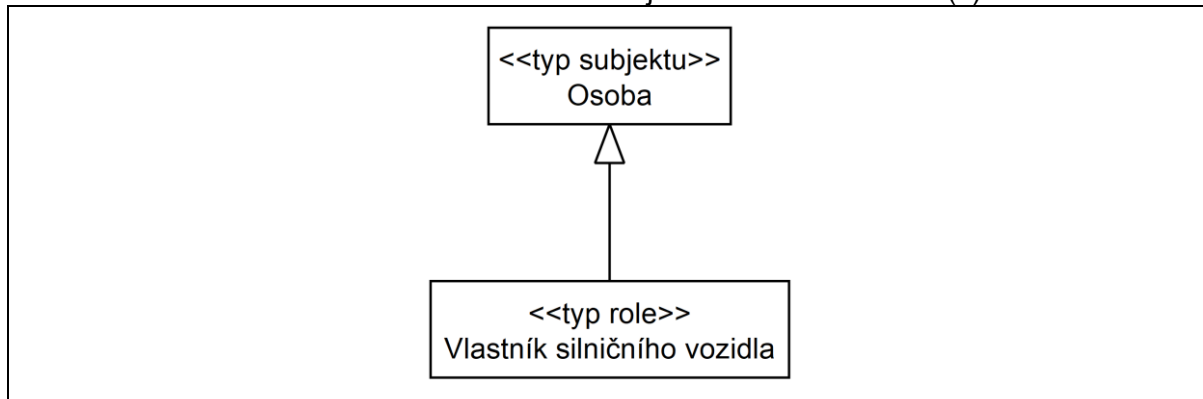 <<typ subjektu>>
Osoba
<<typ role>>
Vlastník silničního vozidla